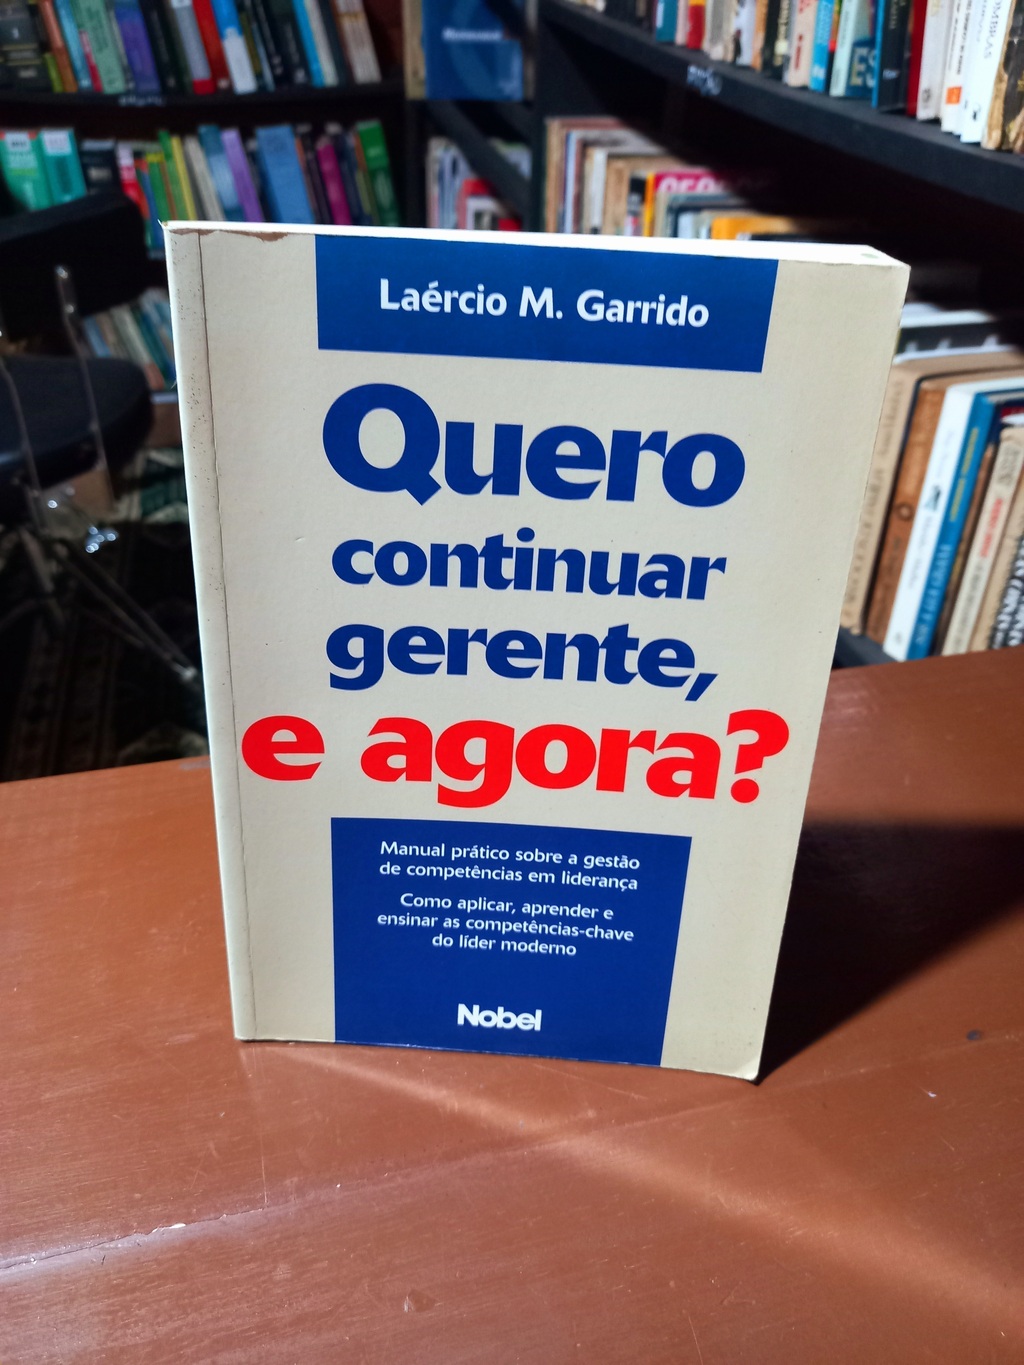 Laércio M. Garrido
Quero
continuar
gerente,
e agora?
Manual prático sobre a gestão
de competências em liderança
Como aplicar, aprender e
ensinar as competências-chave
do líder moderno
Nobel